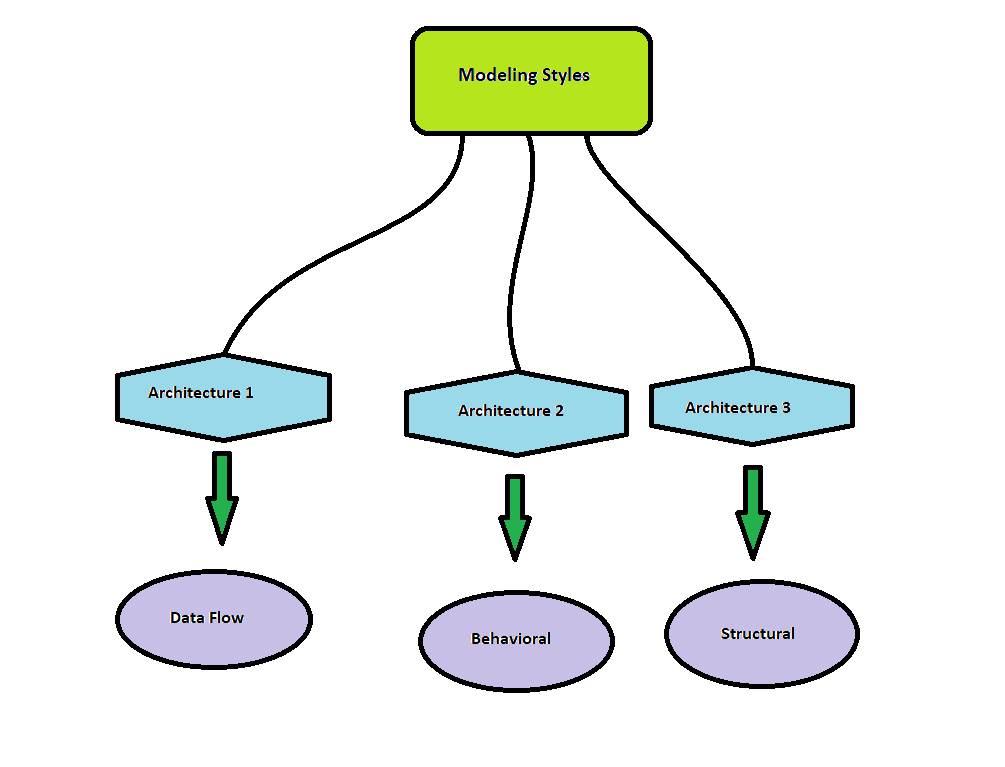 Modeling Styles
Architecture 1
Architecture 2
Architecture 3
Data Flow
Behavioral
Structural